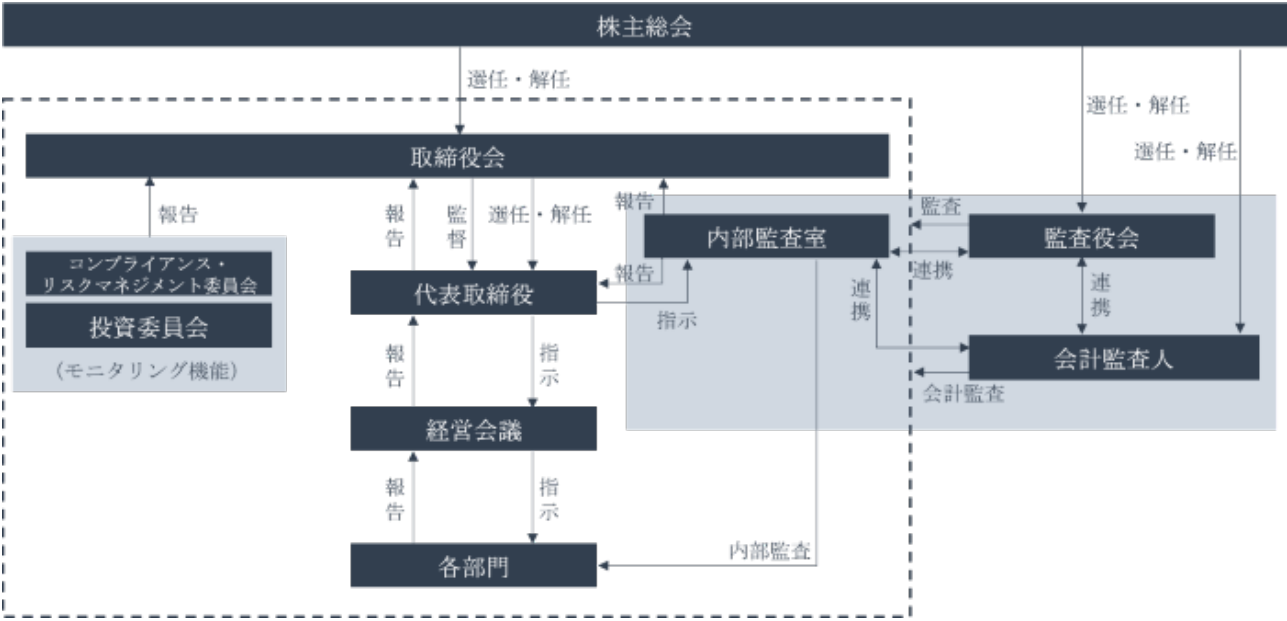 株主総会
選任・解任
選任・解任
選任・解任
取締役会
報告
報告
監督
選任・解任
報告
監査
内部監査室
監査役会
コンプライアンス・
リスクマネジメント委員会
投資委員会
(モニタリング機能)
代表取締役
報告
指示
連携
連携
連携
会計監査人
会計監査
報告
指示
経営会議
報告
指示
各部門
内部監査